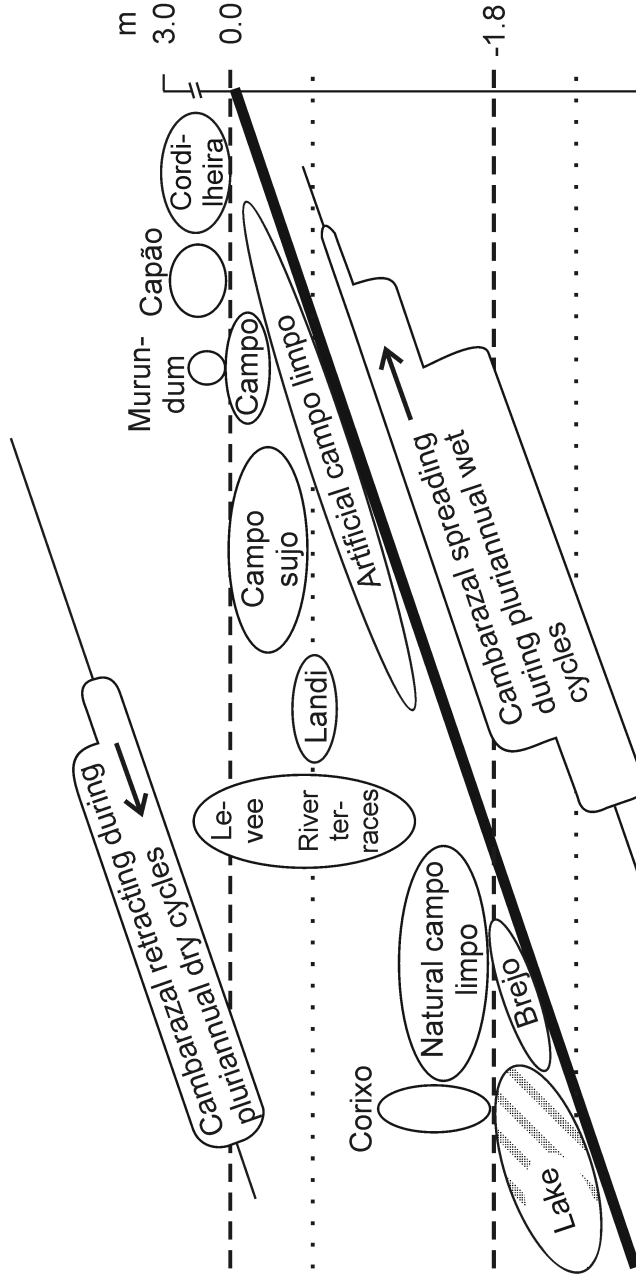 m
3.0
0.0
-1.8
Cordi-
lheira
Capão
Murun-
dum
Campo
Artificial campo limpo
Campo
sujo
Landi
Le-
vee
River
ter-
races
Natural campo
limpo
Corixo
Brejo
Lake
Cambarazal retracting during
pluriannual dry cycles
Cambarazal spreading
during pluriannual wet
cycles